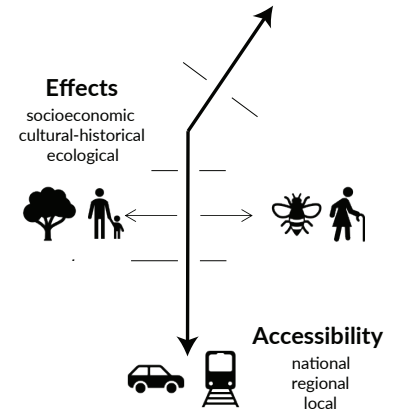 Effects
socioeconomic
cultural-historical
ecological
Accessibility
national
regional
local